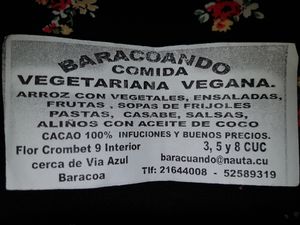 BARACOANDO
COMIDA
VEGETARIANA VEGANA.
ARROZ CON VEGETALES, ENSALADAS,
FRUTAS , SOPAS DE FRIJOLES
PASTAS, CASABE, SALSAS,
ALIÑOS CON ACEITE DE COCO
CACAO 100% INFUCIONES Y BUENOS PRECIOS.
Flor Crombet 9 Interior 3, 5 y 8 CUC
cerca de Via Azul baracuando@nauta.cu
Baracoa Tlf: 21644008 - 52589319